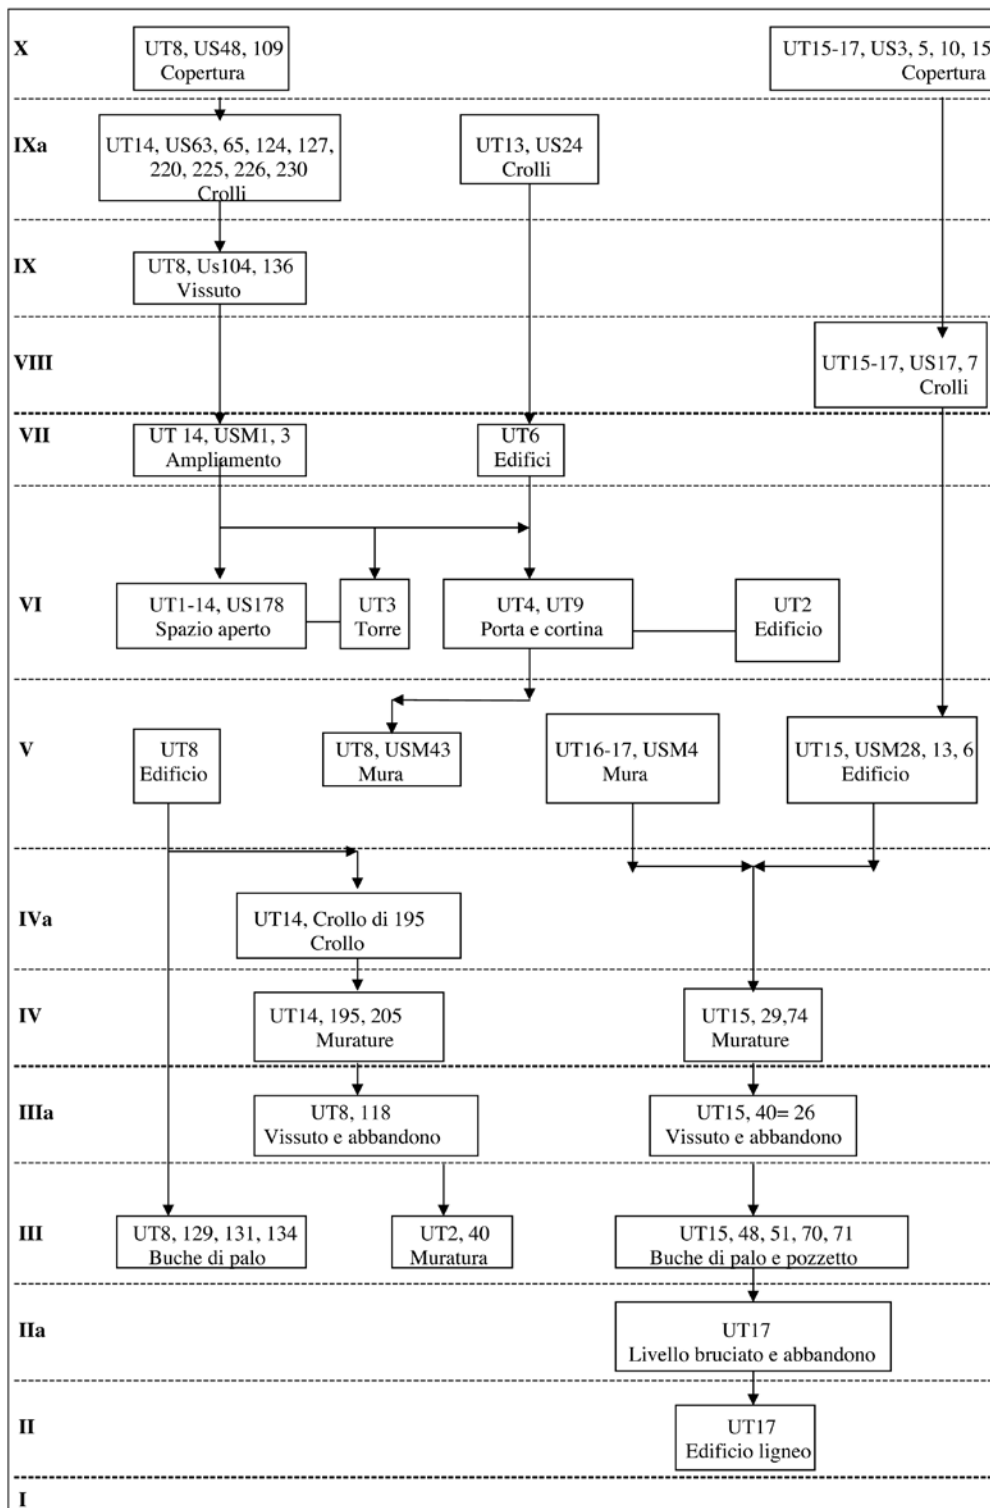 X
UT8, US48, 109
Copertura
UT15-17, US3, 5, 10, 15
Copertura
IXa
UT14, US63, 65, 124, 127,
220, 225, 226, 230
Crolli
UT13, US24
Crolli
IX
UT8, Us104, 136
Vissuto
VIII
UT15-17, US17, 7
Crolli
VII
UT 14, USM1, 3
Ampliamento
UT6
Edifici
VI
UT1-14, US178
Spazio aperto
UT3
Torre
UT4, UT9
Porta e cortina
UT2
Edificio
V
UT8
Edificio
UT8, USM43
Mura
UT16-17, USM4
Mura
UT15, USM28, 13, 6
Edificio
IVa
UT14, Crollo di 195
Crollo
IV
UT14, 195, 205
Murature
UT15, 29,74
Murature
IIIa
UT8, 118
Vissuto e abbandono
UT15, 40= 26
Vissuto e abbandono
III
UT8, 129, 131, 134
Buche di palo
UT2, 40
Muratura
UT15, 48, 51, 70, 71
Buche di palo e pozzetto
IIa
UT17
Livello bruciato e abbandono
II
UT17
Edificio ligneo
I